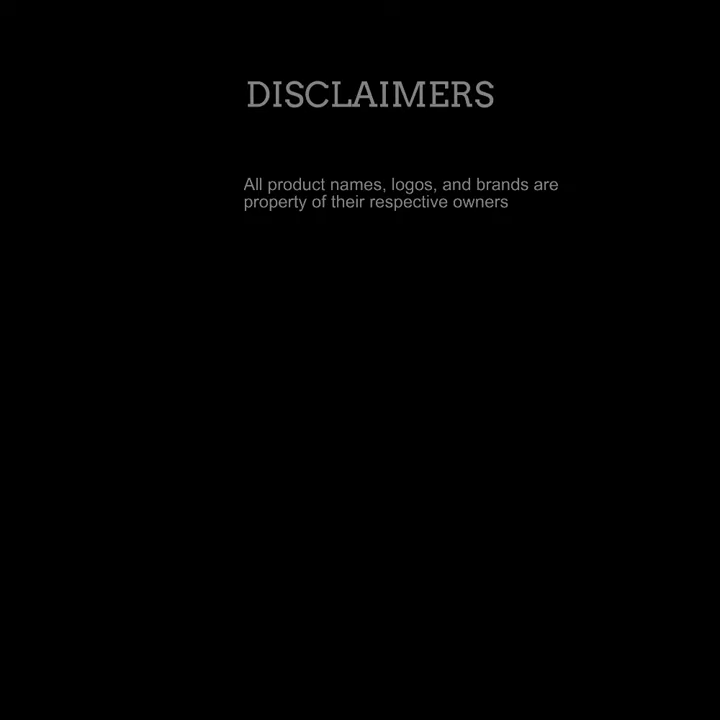 DISCLAIMERS
All product names, logos, and brands are
property of their respective owners